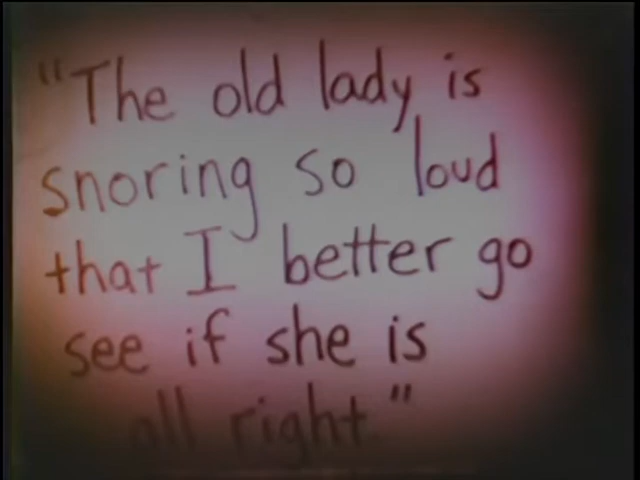 "The old lady is
snoring so loud
that I better go
see if she is
all right."